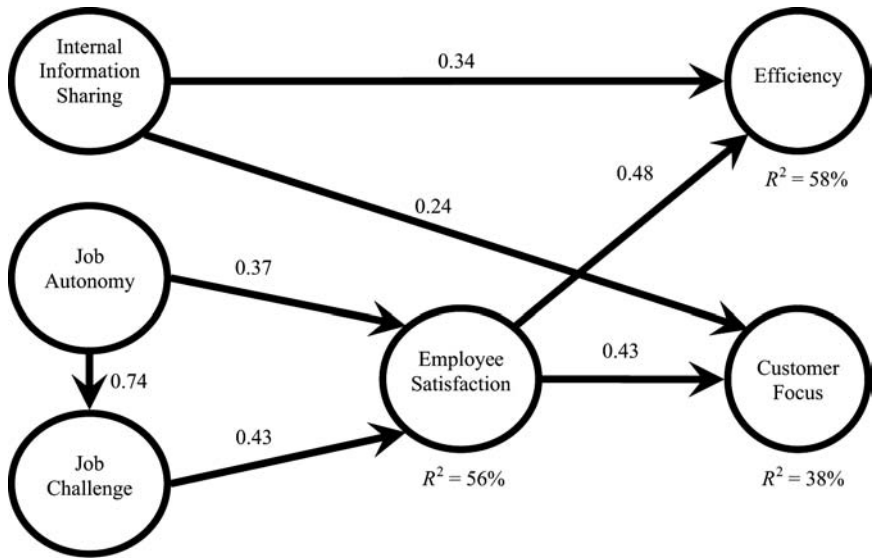 Internal
Information
Sharing
0.34
Efficiency
R² = 58%
0.48
0.24
Job
Autonomy
0.37
0.74
Employee
Satisfaction
R² = 56%
0.43
Customer
Focus
R² = 38%
0.43
Job
Challenge